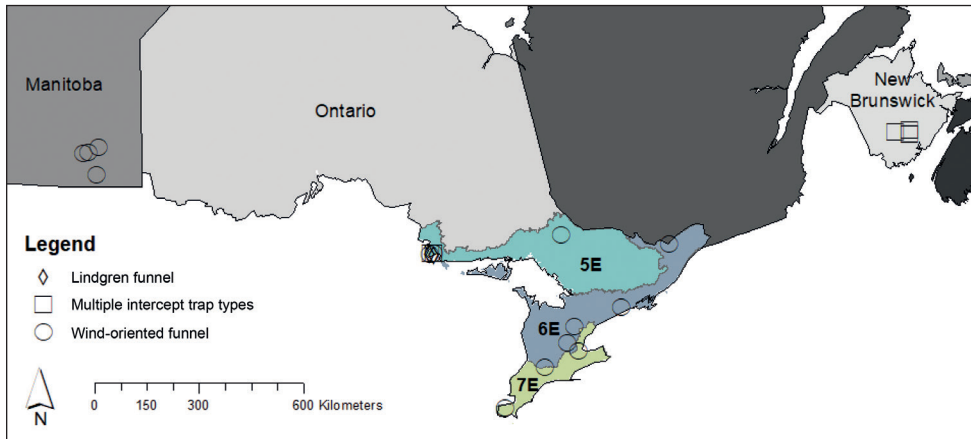 Manitoba
Ontario
New
Brunswick
Legend
Lindgren funnel
Multiple intercept trap types
Wind-oriented funnel
5E
6E
7E
N
0 150 300 600 Kilometers